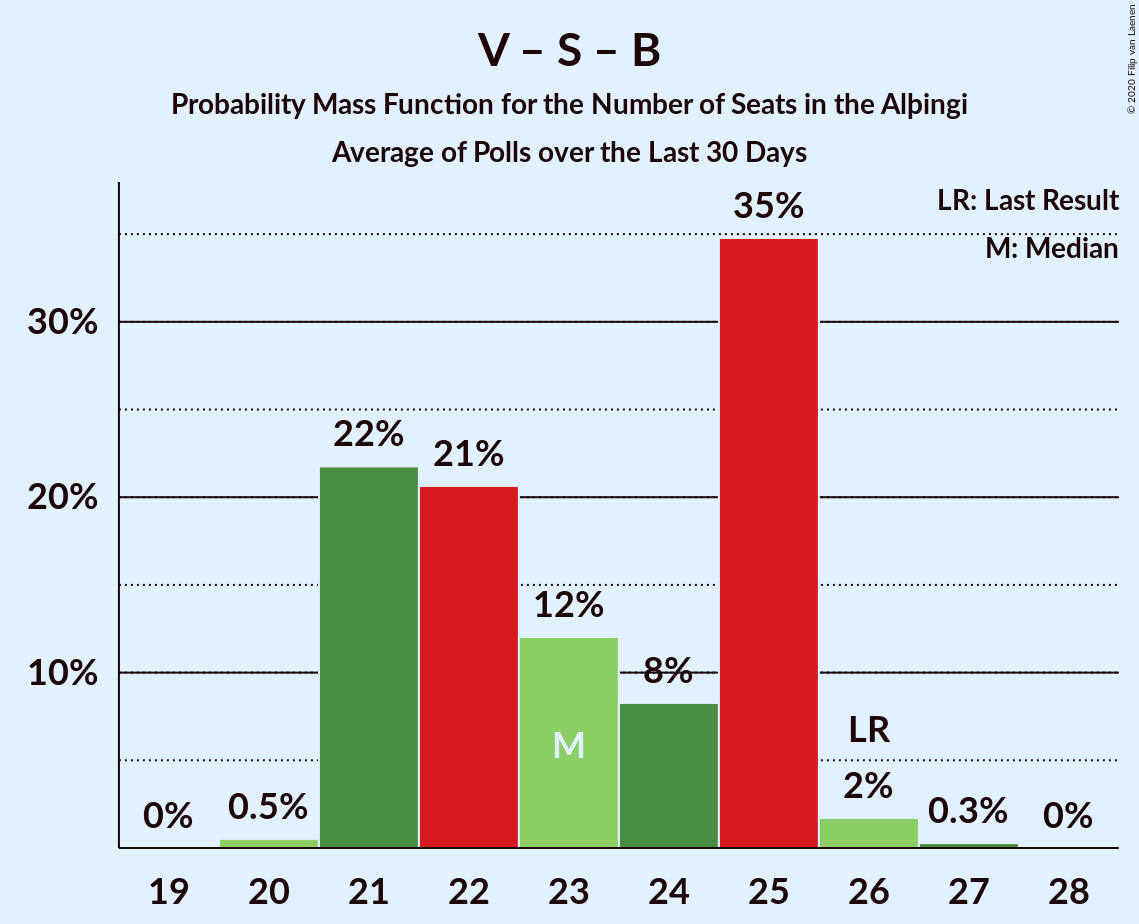 V – S – B
Probability Mass Function for the Number of Seats in the Alþingi
Average of Polls over the Last 30 Days
© 2020 Filip van Laenen
LR: Last Result
M: Median
35%
30%
22%
21%
20%
12%
10%
8%
M
LR
2%
0%
0.5%
0.3%
0%
19 20 21 22 23 24 25 26 27 28